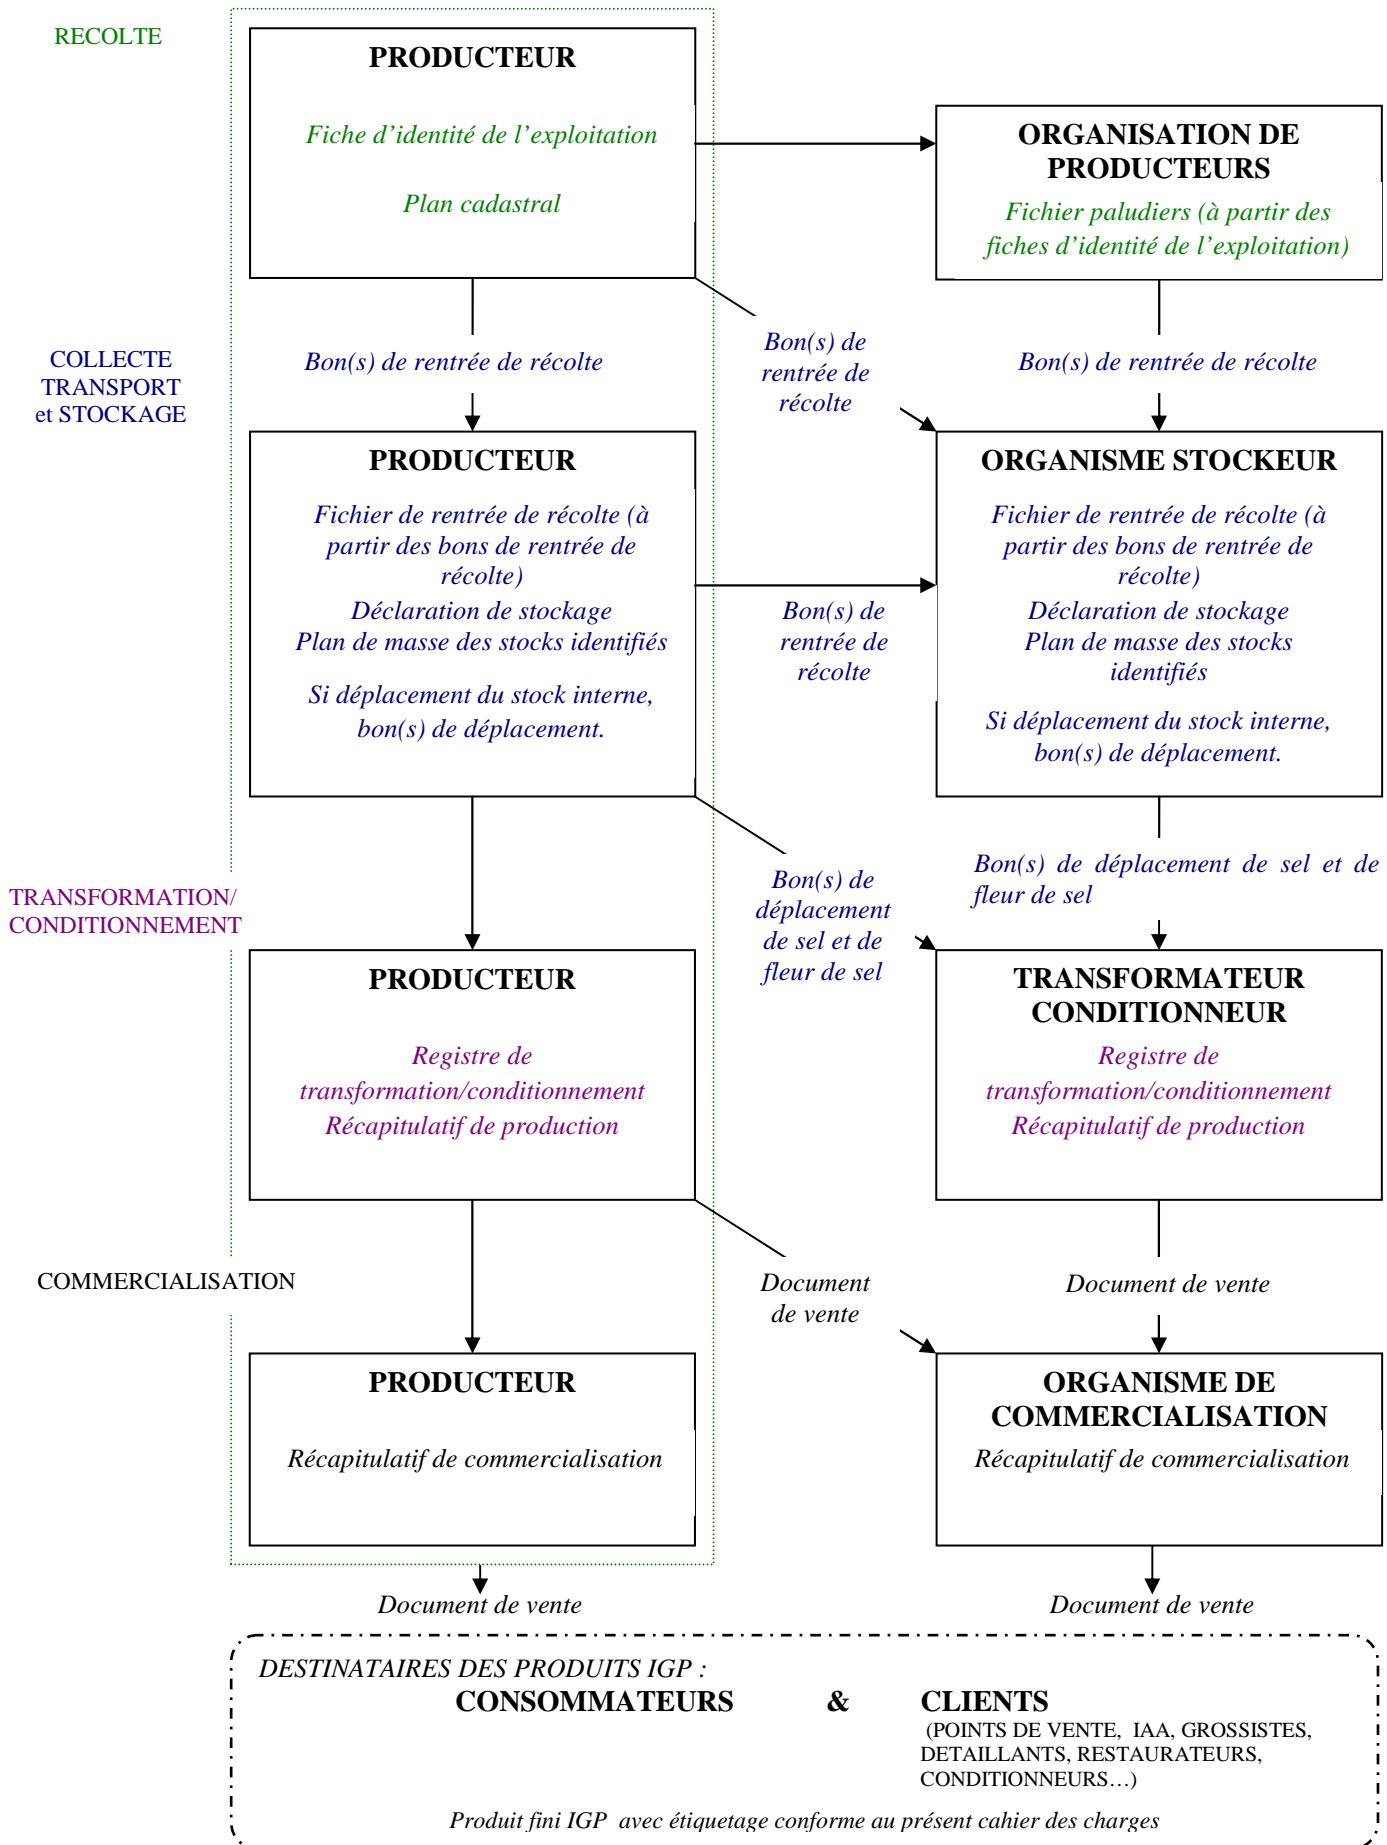 RECOLTE
PRODUCTEUR
Fiche d'identité de l'exploitation
Plan cadastral
ORGANISATION DE
PRODUCTEURS
Fichier paludiers (à partir des
fiches d'identité de l'exploitation)
COLLECTE
TRANSPORT
et STOCKAGE
Bon(s) de rentrée de récolte
Bon(s) de
rentrée de
récolte
Bon(s) de rentrée de récolte
PRODUCTEUR
Fichier de rentrée de récolte (à
partir des bons de rentrée de
récolte)
Déclaration de stockage
Plan de masse des stocks identifiés
Si déplacement du stock interne,
bon(s) de déplacement.
Bon(s) de
rentrée de
récolte
ORGANISME STOCKEUR
Fichier de rentrée de récolte (à
partir des bons de rentrée de
récolte)
Déclaration de stockage
Plan de masse des stocks
identifiés
Si déplacement du stock interne,
bon(s) de déplacement.
TRANSFORMATION/
CONDITIONNEMENT
Bon(s) de
déplacement
de sel et de
fleur de sel
Bon(s) de déplacement de sel et de
fleur de sel
PRODUCTEUR
Registre de
transformation/conditionnement
Récapitulatif de production
TRANSFORMATEUR
CONDITIONNEUR
Registre de
transformation/conditionnement
Récapitulatif de production
COMMERCIALISATION
Document
de vente
Document de vente
PRODUCTEUR
Récapitulatif de commercialisation
ORGANISME DE
COMMERCIALISATION
Récapitulatif de commercialisation
Document de vente
Document de vente
DESTINATAIRES DES PRODUITS IGP :
CONSOMMATEURS & CLIENTS
(POINTS DE VENTE, IAA, GROSSISTES,
DETAILLANTS, RESTAURATEURS,
CONDITIONNEURS…)
Produit fini IGP avec étiquetage conforme au présent cahier des charges